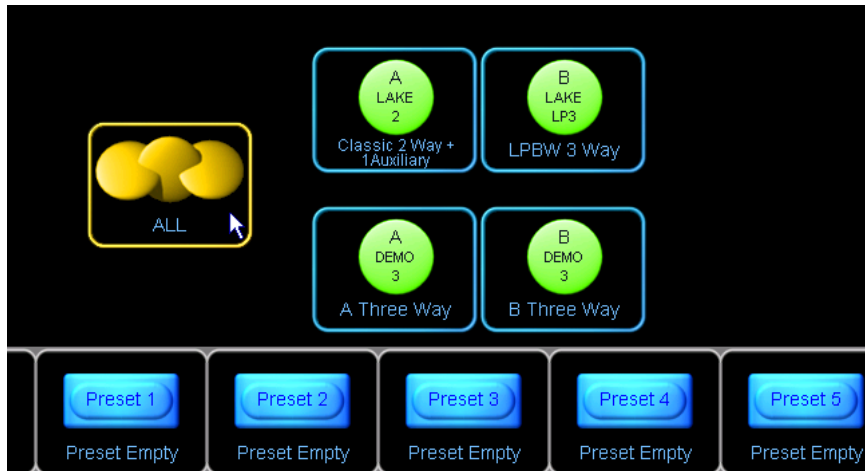 A
LAKE
2
Classic 2 Way +
1Auxiliary
B
LAKE
LP3
LPBW 3 Way
ALL
A
DEMO
3
A Three Way
B
DEMO
3
B Three Way
Preset 1
Preset Empty
Preset 2
Preset Empty
Preset 3
Preset Empty
Preset 4
Preset Empty
Preset 5
Preset Empty